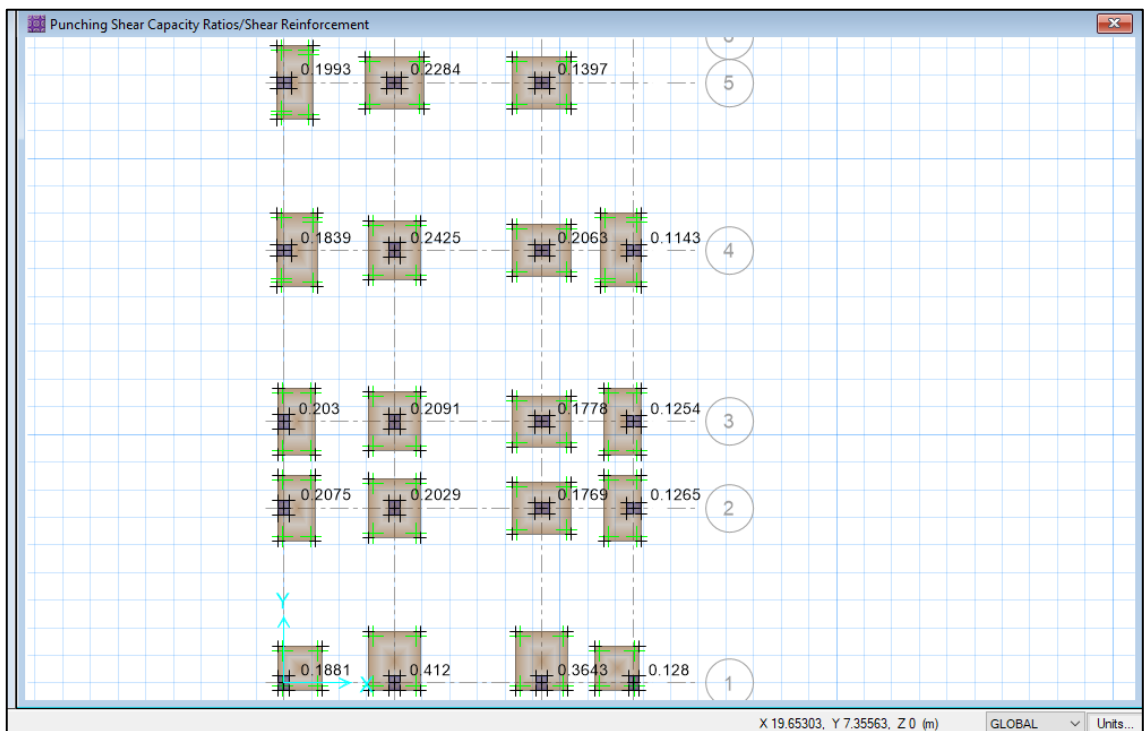 Punching Shear Capacity Ratios/Shear Reinforcement
0.1993 0.2284 0.1397 5
0.1839 0.2425 0.2063 0.1143 4
0.203 0.2091 0.1778 0.1254 3
0.2075 0.2029 0.1769 0.1265 2
Y
0.1881 X 0.412 0.3643 0.128 1
X 19.65303, Y 7.35563, Z 0 (m) GLOBAL Units...